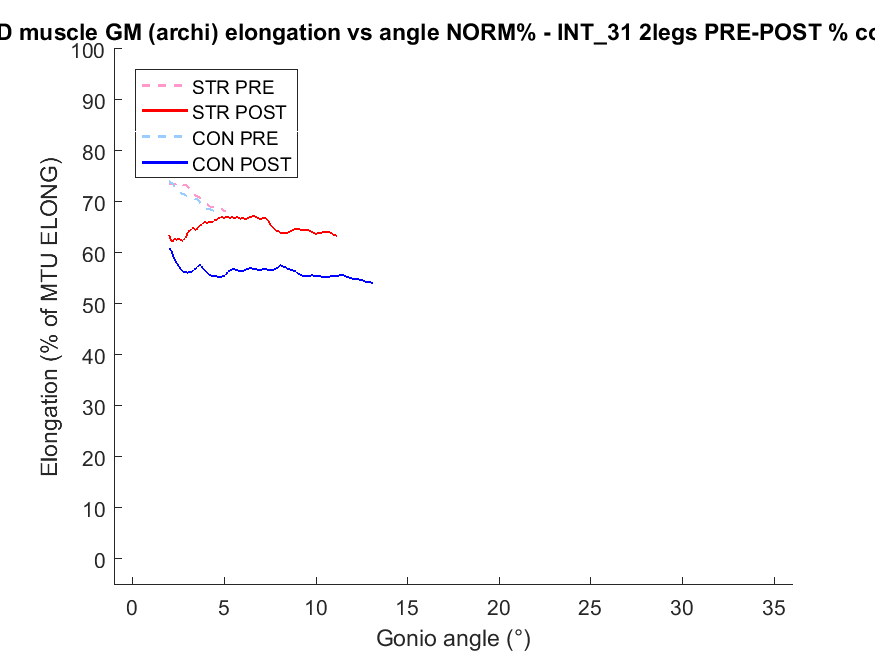 D muscle GM (archi) elongation vs angle NORM% - INT_31 2legs PRE-POST % co
100
90
80
70
60
50
40
30
20
10
0
Elongation (% of MTU ELONG)
STR PRE
STR POST
CON PRE
CON POST
0 5 10 15 20 25 30 35
Gonio angle (°)